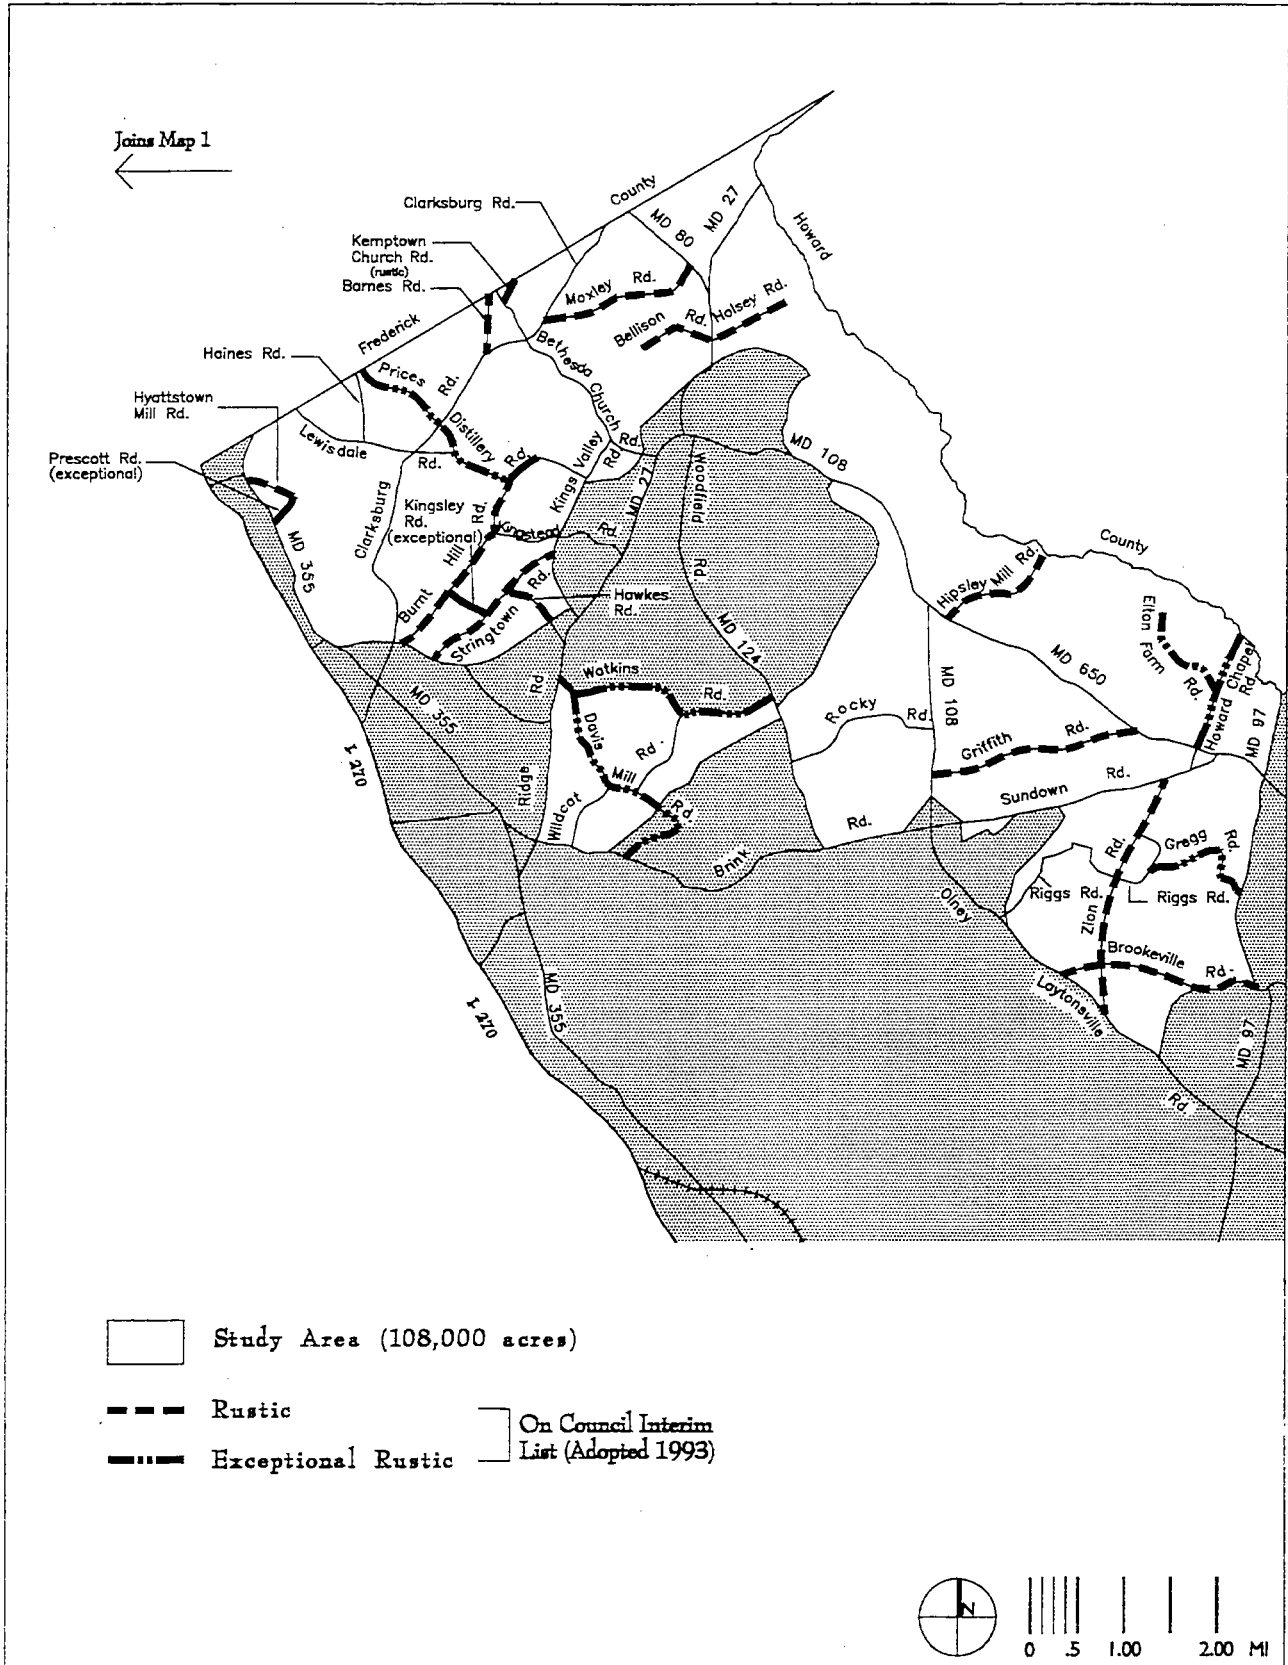 Joins Map 1
Clarksburg Rd.
County
MD 80
MD 27
Howard
Kemptown
Church Rd.
(rustic)
Barnes Rd.
Moxley Rd.
Bellison Rd.
Holsey Rd.
Frederick
Haines Rd.
Prices
Distillery
Rd.
Rd.
Bethesda Church
Rd.
Hyattstown
Mill Rd.
Lewisdale
Rd.
Prescott Rd.
(exceptional)
Kings Valley
Rd.
MD 27
Woodfield
Rd.
MD 108
Clarksburg
Kingsley
Rd.
(exceptional)
Kingstead
Rd.
MD 355
Burnt
Hill
Rd.
Stringtown
Rd.
Hawkes
Rd.
County
Hipsley Mill Rd.
Elton
Farm
Rd.
MD 124
MD 650
Howard Chapel
Rd.
MD 97
Watkins
Rd.
Rd.
MD 355
Davis
Mill
Rd.
Rd.
Rocky
Rd.
MD 108
Griffith
Rd.
I-270
Ridge
Wildcat
Sundown
Rd.
Rd.
Brink
Rd.
Gregg
Rd.
Riggs Rd.
Riggs Rd.
Zion
Olney
Brookeville
Rd.
Laytonsville
Rd.
MD 97
I-270
MD 355
Study Area (108,000 acres)
Rustic
Exceptional Rustic
On Council Interim
List (Adopted 1993)
N
0 .5 1.00 2.00 MI